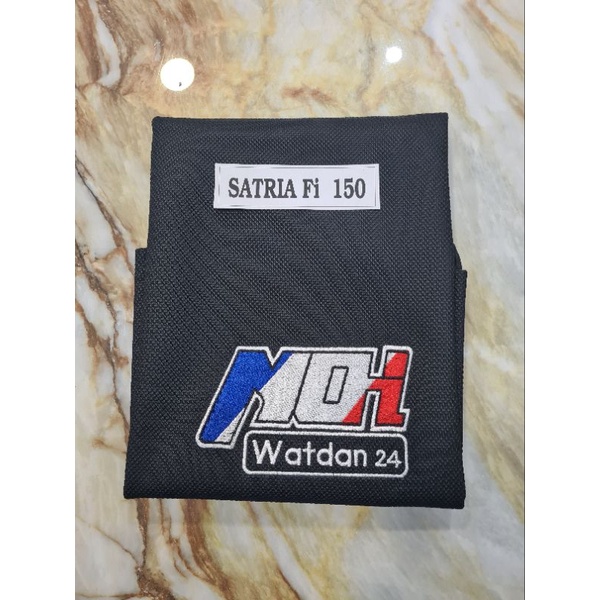 SATRIA Fi 150
MOH
Watdan 24